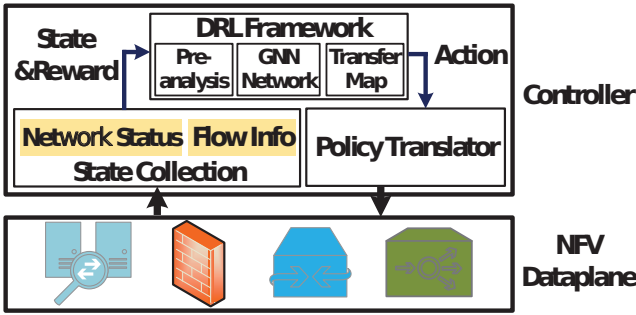 DRL Framework
State
&Reward
Pre-
analysis
GNN
Network
Transfer
Map
Action
Controller
Network Status
Flow Info
State Collection
Policy Translator
NFV
Dataplane